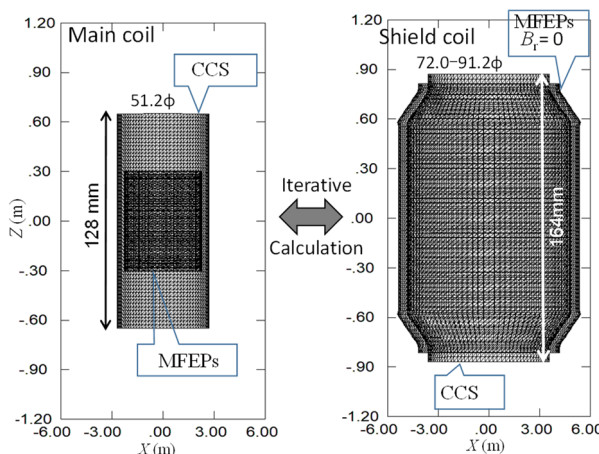 Main coil
CCS
51.2ϕ
1.20
.90
.60
.30
.00
-.30
-.60
-.90
-1.20
Z (m)
128 mm
MFEPs
-6.00 -3.00 .00 3.00 6.00
X (m)
Iterative
Calculation
Shield coil
MFEPs
Br = 0
72.0–91.2ϕ
1.20
.90
.60
.30
.00
-.30
-.60
-.90
-1.20
164mm
CCS
-6.00 -3.00 .00 3.00 6.00
X (m)